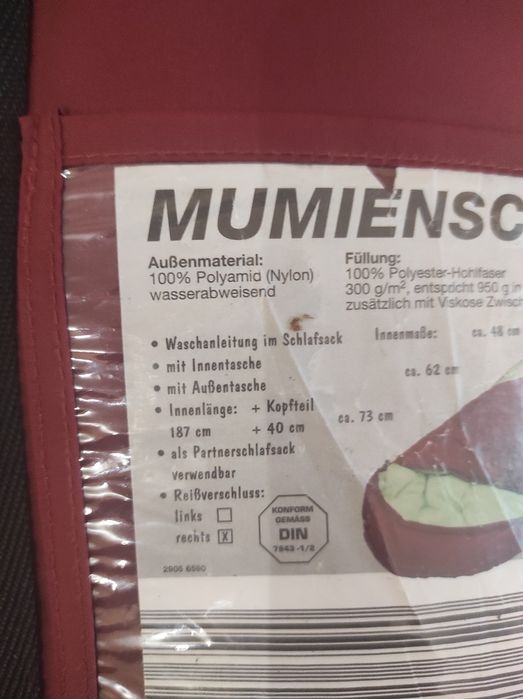 MUMIENSC
Außenmaterial:
100% Polyamid (Nylon)
wasserabweisend
Füllung:
100% Polyester-Hohlfaser
300 g/m², entspricht 950 g in
zusätzlich mit Viskose Zwisch
• Waschanleitung im Schlafsack
• mit Innentasche
• mit Außentasche
• Innenlänge: + Kopfteil
187 cm + 40 cm
• als Partnerschlafsack
verwendbar
• Reißverschluss:
links
rechts X
Innenmaße: ca. 48 cm
ca. 62 cm
ca. 73 cm
KONFORM
GEMÄSS
DIN
7943-1/2
2905 6590